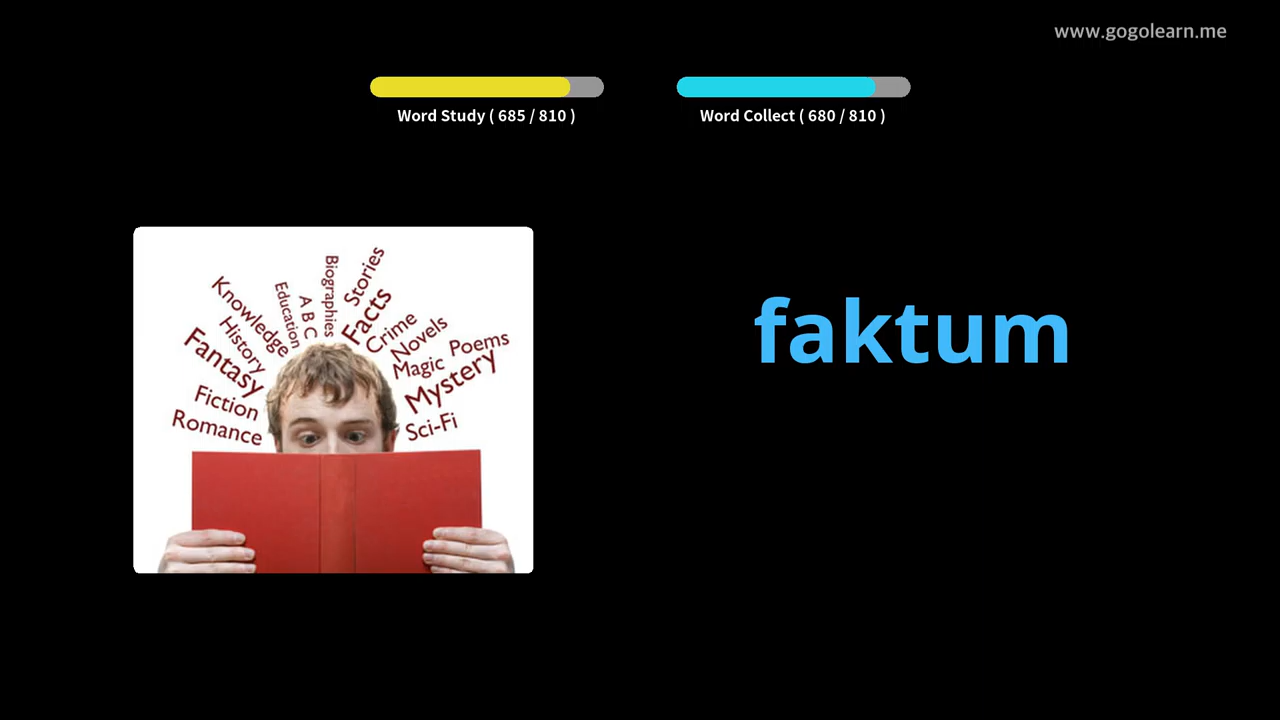 www.gogolearn.me
Word Study ( 685 / 810 )
Word Collect ( 680 / 810 )
faktum
Romance
Fiction
Fantasy
History
Knowledge
Education
A B C
Biographies
Stories
Facts
Crime
Novels
Magic
Poems
Mystery
Sci-Fi